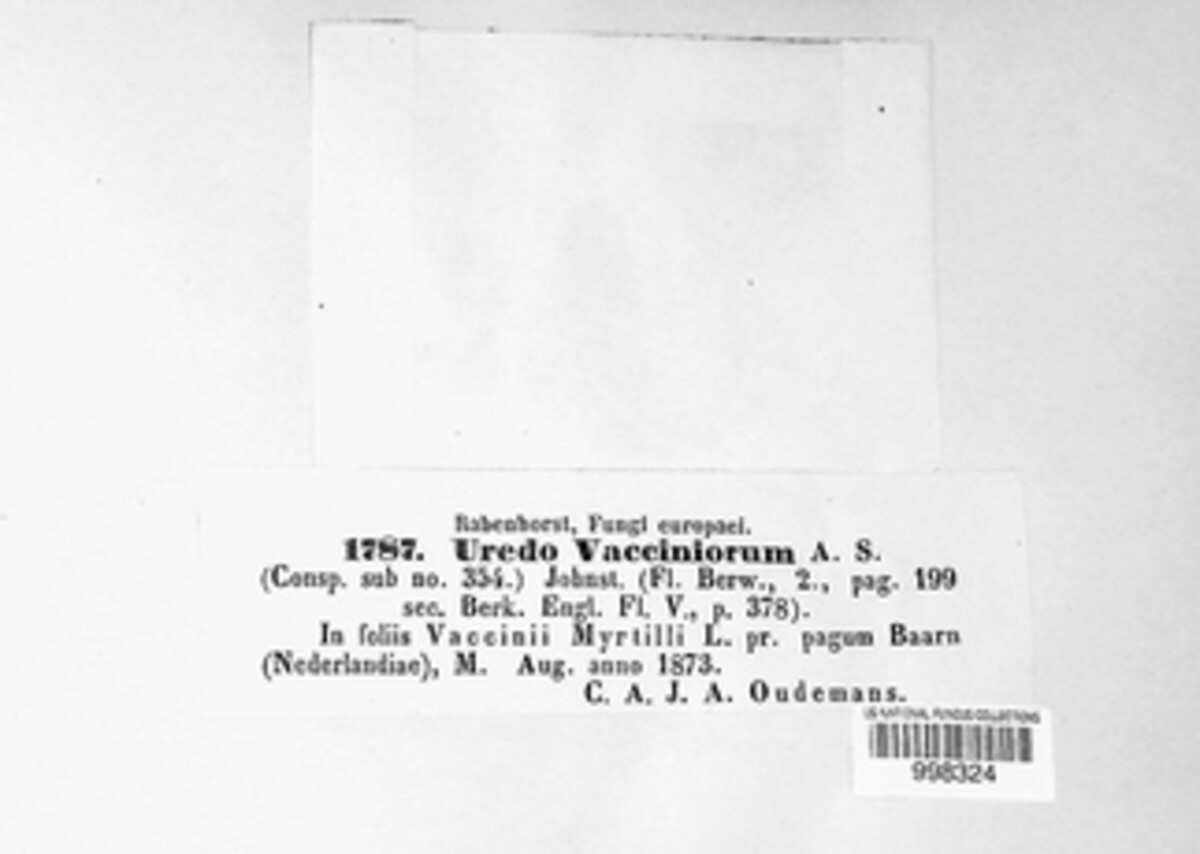 Rabenhorst, Fungi europaei.
1787. Uredo Vacciniorum A. S.
(Consp. sub no. 354.) Johnst. (Fl. Berw., 2., pag. 199
sec. Berk. Engl. Fl. V., p. 378).
In foliis Vaccinii Myrtilli L. pr. pagum Baarn
(Nederlandiae), M. Aug. anno 1873.
C. A. J. A. Oudemans.
US NATIONAL FUNGUS COLLECTIONS
998324